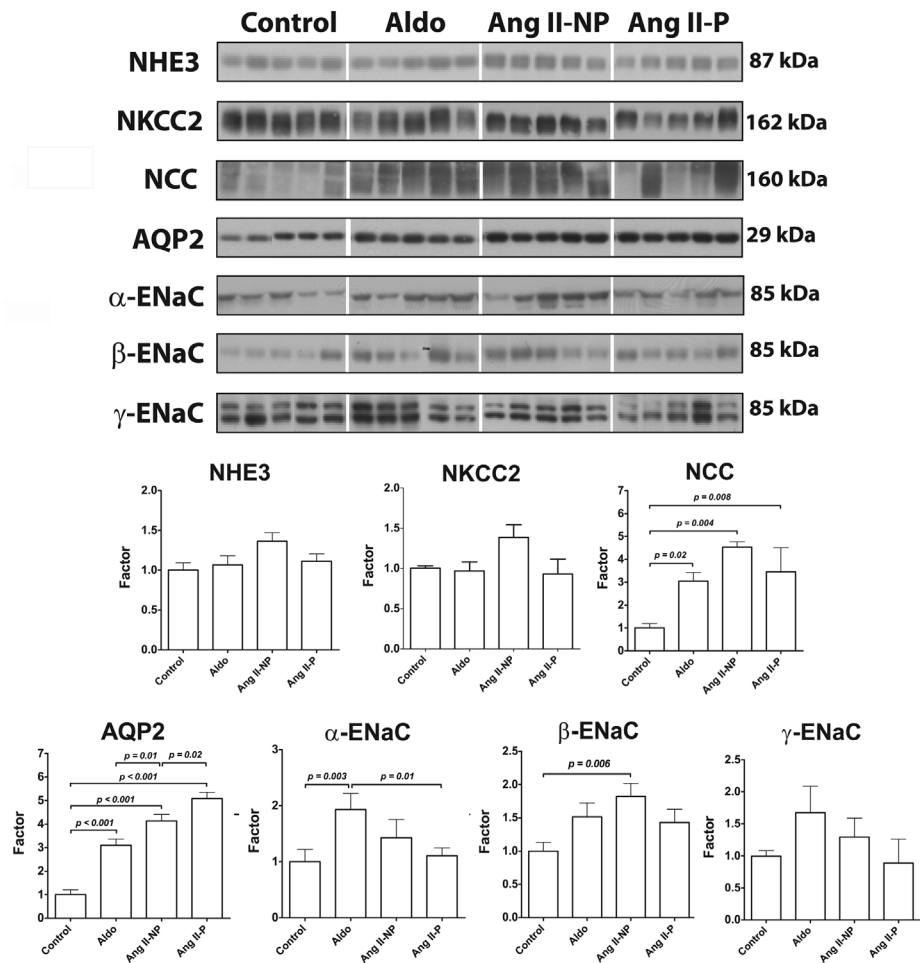 Control Aldo Ang II-NP Ang II-P
NHE3 87 kDa
NKCC2 162 kDa
NCC 160 kDa
AQP2 29 kDa
α-ENaC 85 kDa
β-ENaC 85 kDa
γ-ENaC 85 kDa
NHE3
2.0
1.5
1.0
0.5
0.0
Factor
Control Aldo Ang II-NP Ang II-P
NKCC2
2.0
1.5
1.0
0.5
0.0
Factor
Control Aldo Ang II-NP Ang II-P
NCC
7
6
5
4
3
2
1
0
Factor
p = 0.008
p = 0.004
p = 0.02
Control Aldo Ang II-NP Ang II-P
AQP2
7
6
5
4
3
2
1
0
Factor
p = 0.01 p = 0.02
p < 0.001
p < 0.001
p < 0.001
Control Aldo Ang II-NP Ang II-P
α-ENaC
3
2
1
0
Factor
p = 0.003 p = 0.01
Control Aldo Ang II-NP Ang II-P
β-ENaC
2.5
2.0
1.5
1.0
0.5
0.0
Factor
p = 0.006
Control Aldo Ang II-NP Ang II-P
γ-ENaC
2.5
2.0
1.5
1.0
0.5
0.0
Factor
Control Aldo Ang II-NP Ang II-P